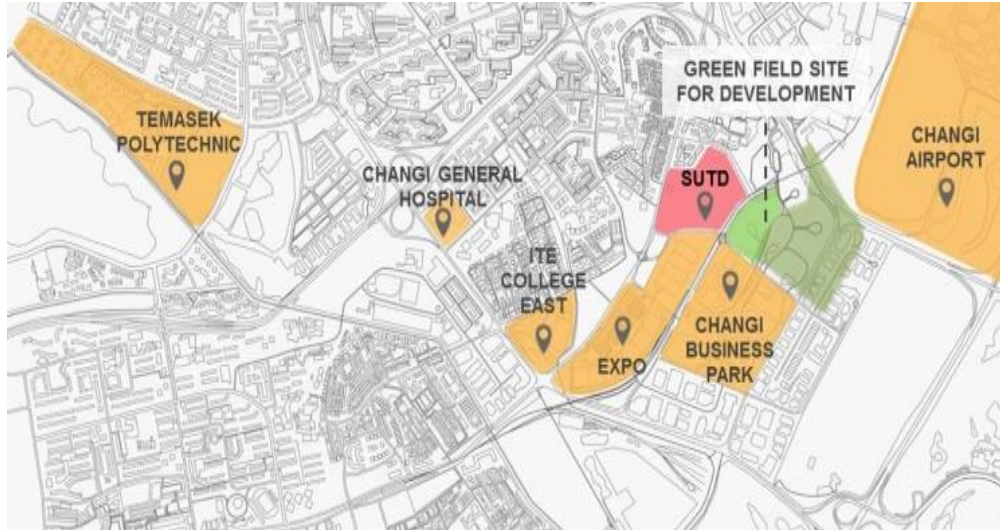 GREEN FIELD SITE
FOR DEVELOPMENT
TEMASEK
POLYTECHNIC
CHANGI
AIRPORT
CHANGI GENERAL
HOSPITAL
SUTD
ITE
COLLEGE
EAST
CHANGI
BUSINESS
PARK
EXPO